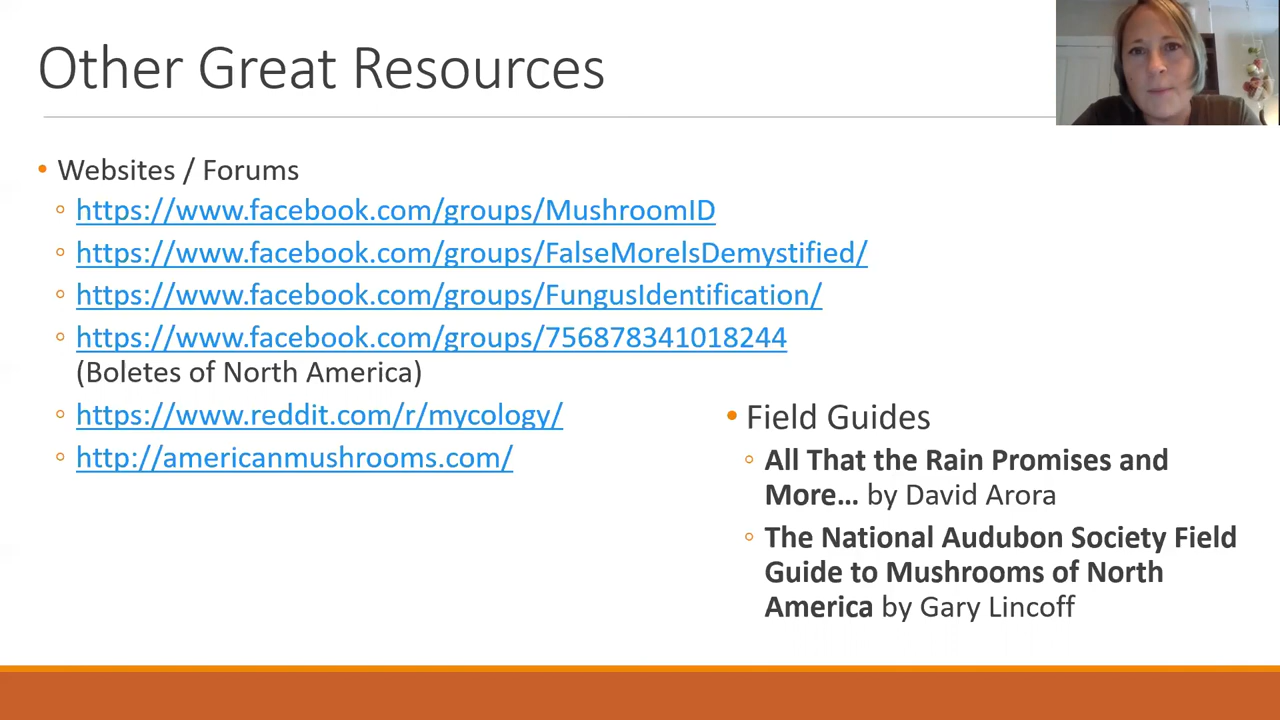 Other Great Resources
• Websites / Forums
◦ https://www.facebook.com/groups/MushroomID
◦ https://www.facebook.com/groups/FalseMorelsDemystified/
◦ https://www.facebook.com/groups/FungusIdentification/
◦ https://www.facebook.com/groups/756878341018244
(Boletes of North America)
◦ https://www.reddit.com/r/mycology/
◦ http://americanmushrooms.com/
• Field Guides
◦ All That the Rain Promises and
More... by David Arora
◦ The National Audubon Society Field
Guide to Mushrooms of North
America by Gary Lincoff